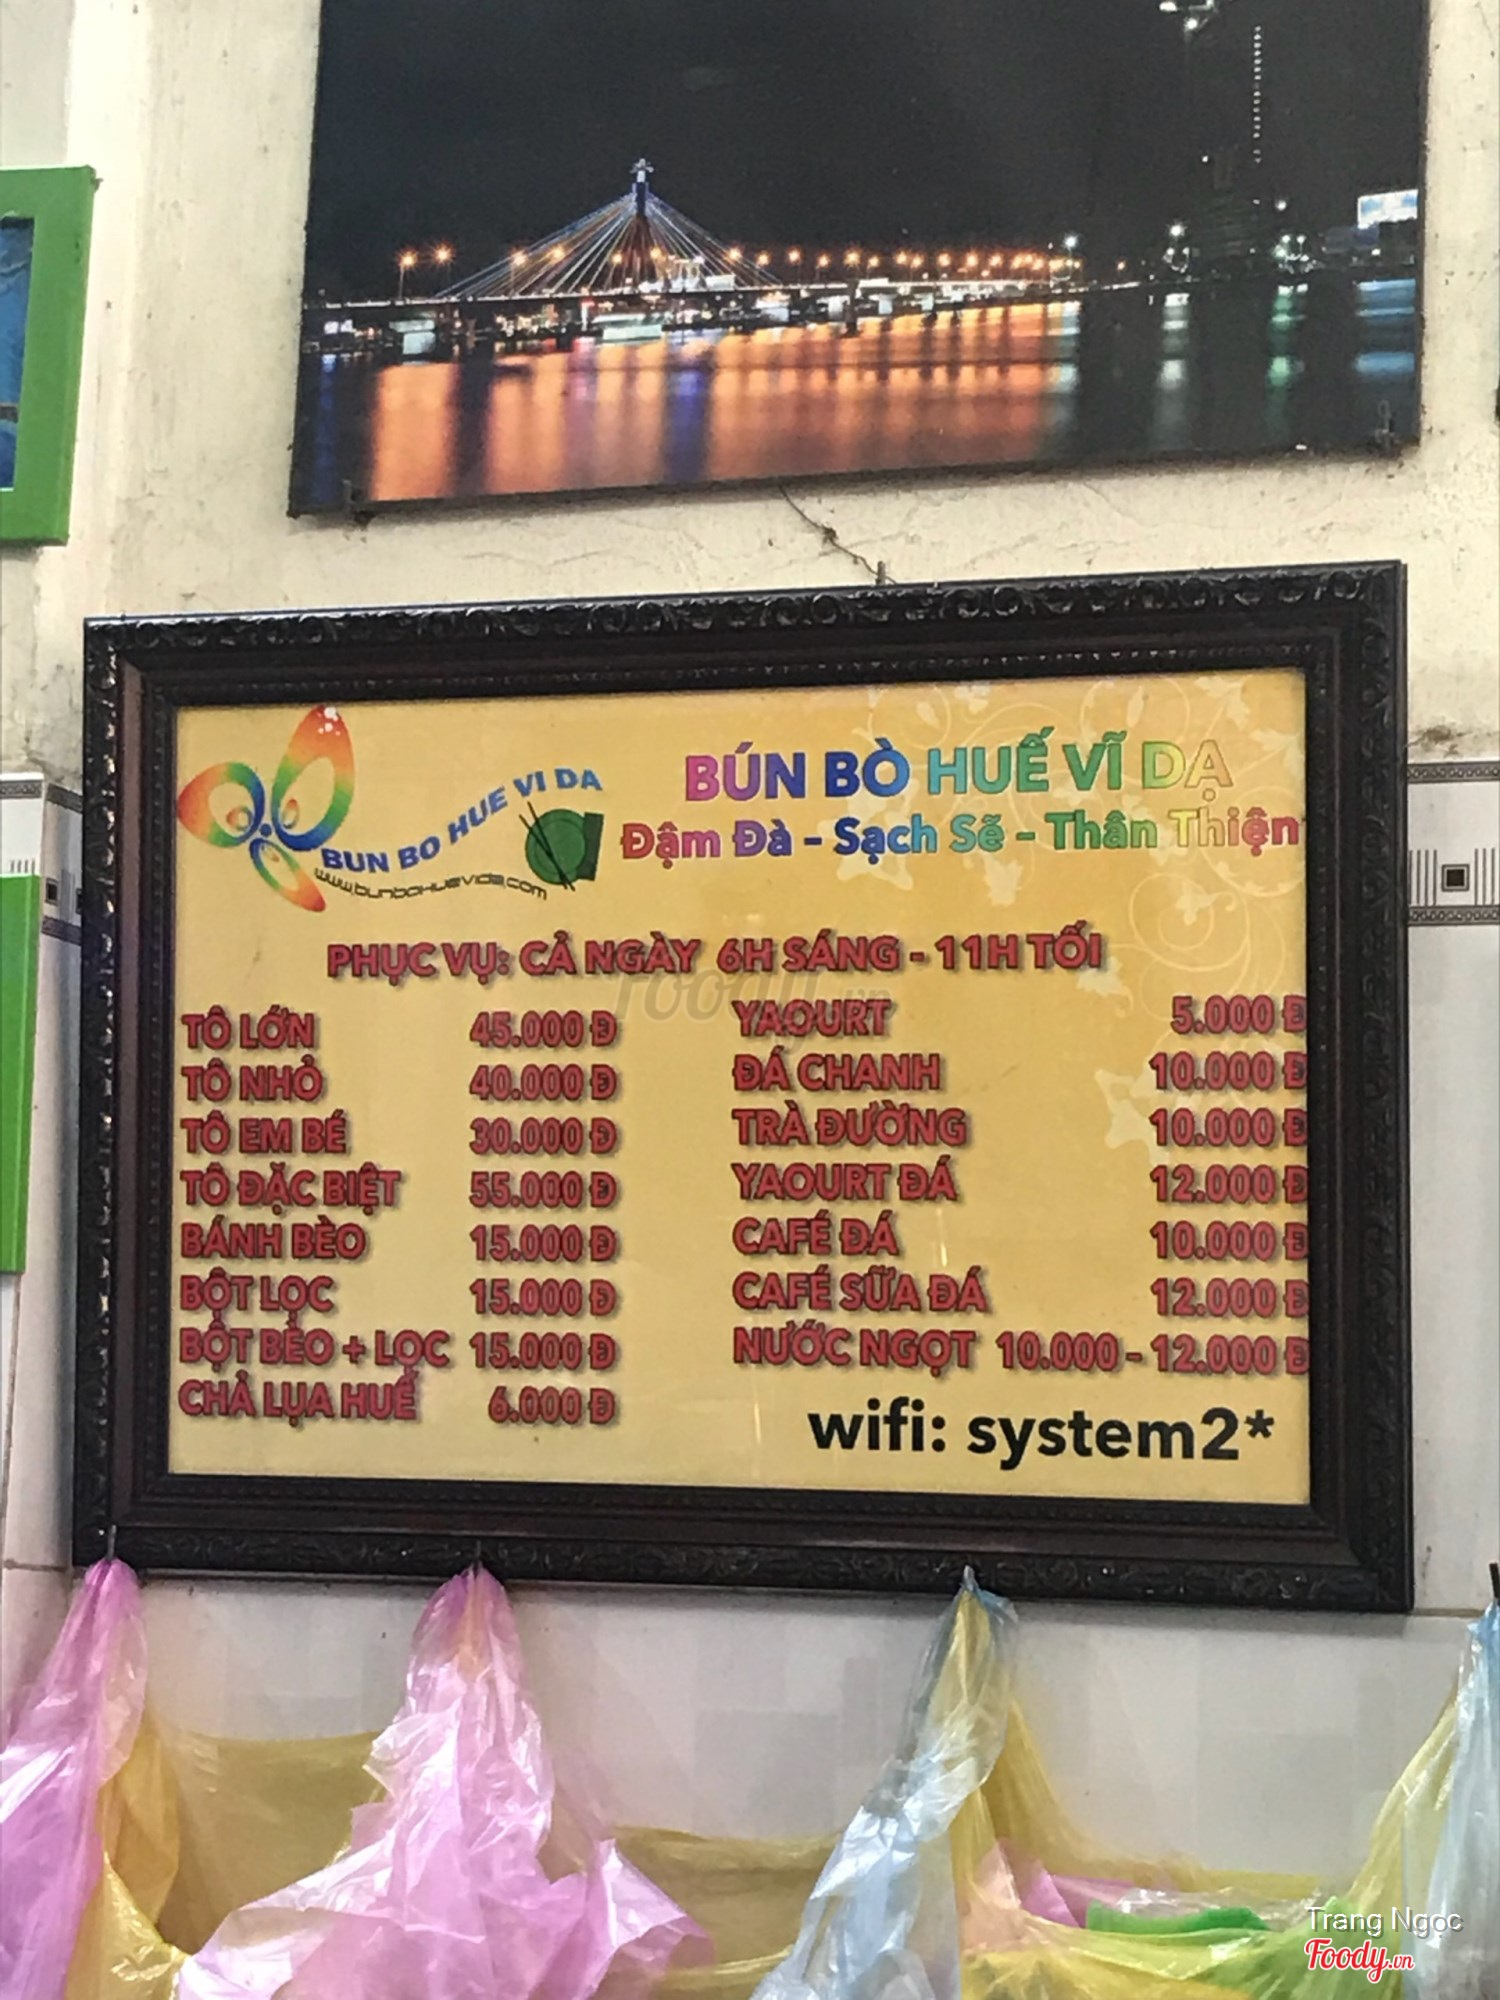 BUN BO HUE VI DA
www.bunbohuevida.com
BÚN BÒ HUẾ VĨ DẠ
Đậm Đà - Sạch Sẽ - Thân Thiện
PHỤC VỤ: CẢ NGÀY 6H SÁNG - 11H TỐI
TÔ LỚN 45.000 Đ
TÔ NHỎ 40.000 Đ
TÔ EM BÉ 30.000 Đ
TÔ ĐẶC BIỆT 55.000 Đ
BÁNH BÈO 15.000 Đ
BỘT LỌC 15.000 Đ
BỘT BÈO + LỌC 15.000 Đ
CHẢ LỤA HUẾ 6.000 Đ
YAOURT 5.000 Đ
ĐÁ CHANH 10.000 Đ
TRÀ ĐƯỜNG 10.000 Đ
YAOURT ĐÁ 12.000 Đ
CAFÉ ĐÁ 10.000 Đ
CAFÉ SỮA ĐÁ 12.000 Đ
NƯỚC NGỌT 10.000 - 12.000 Đ
wifi: system2*
Foody.vn
Trang Ngọc
Foody.vn